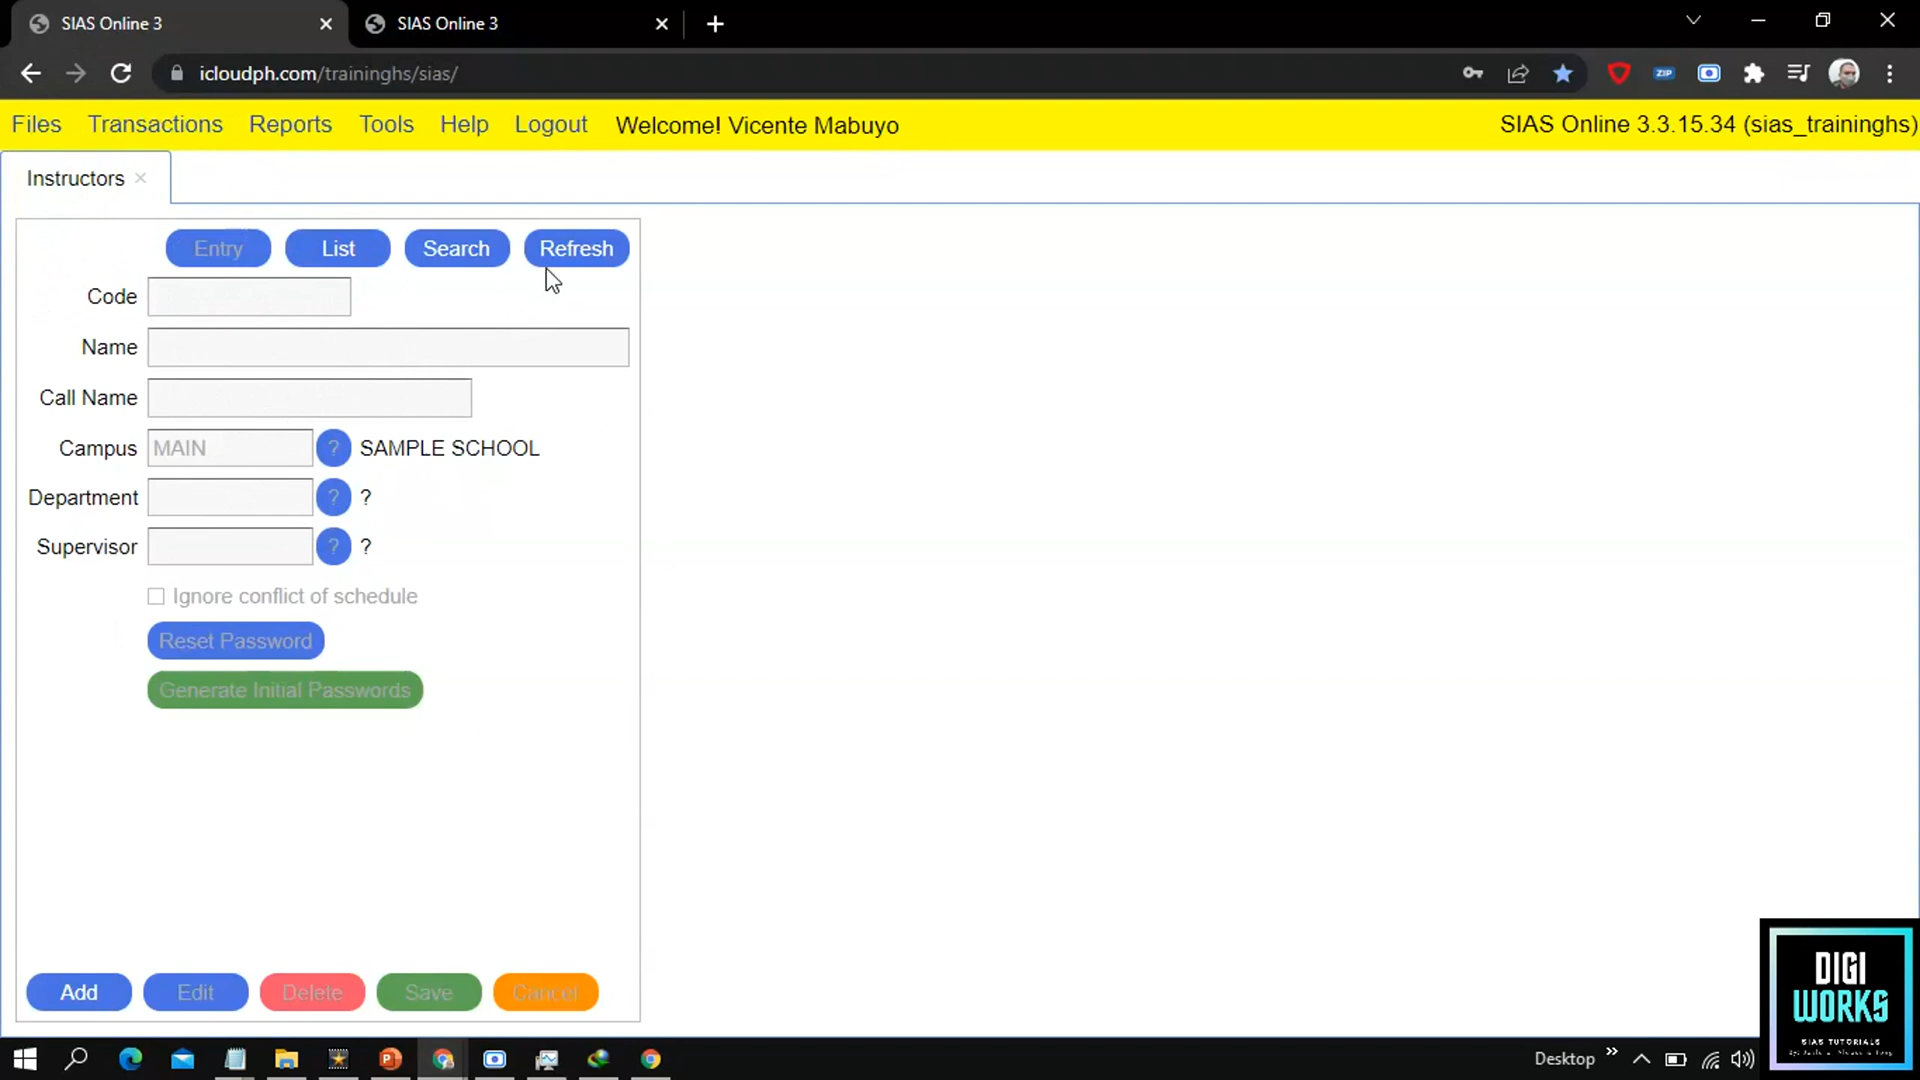 SIAS Online 3
SIAS Online 3
icloudph.com/traininghs/sias/
ZIP
Files Transactions Reports Tools Help Logout Welcome! Vicente Mabuyo
SIAS Online 3.3.15.34 (sias_traininghs)
Instructors
Entry List Search Refresh
Code
Name
Call Name
Campus MAIN ? SAMPLE SCHOOL
Department ? ?
Supervisor ? ?
Ignore conflict of schedule
Reset Password
Generate Initial Passwords
Add Edit Delete Save Cancel
DIGI
WORKS
SIAS TUTORIALS
Desktop